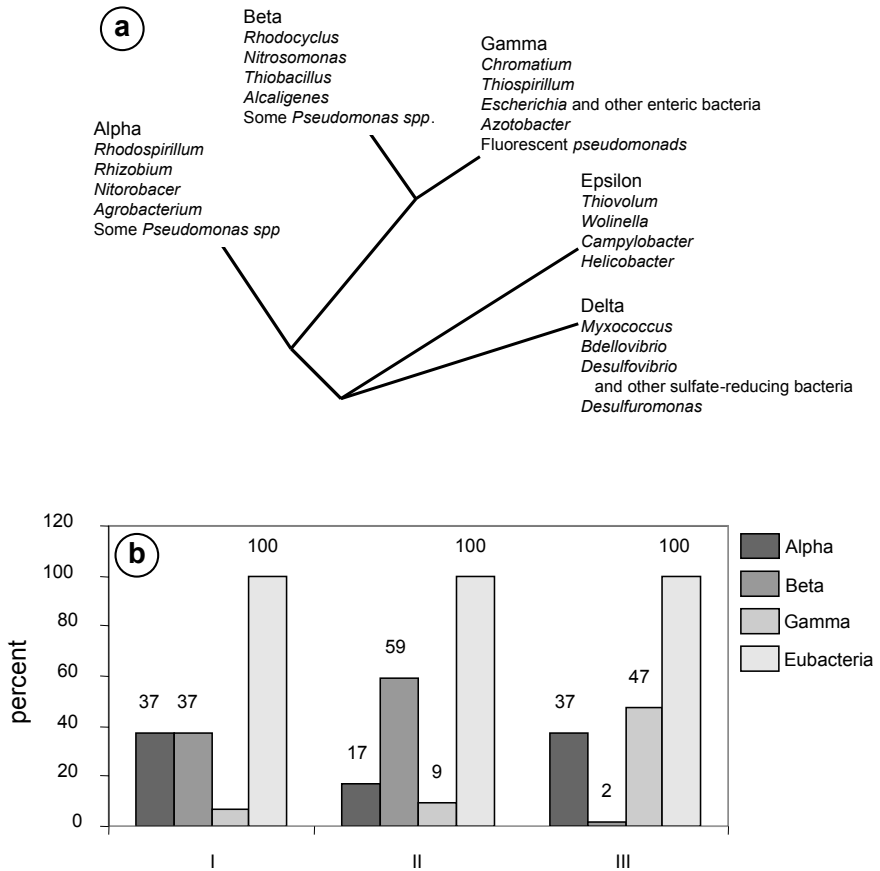 a
Alpha
Rhodospirillum
Rhizobium
Nitorobacer
Agrobacterium
Some Pseudomonas spp
Beta
Rhodocyclus
Nitrosomonas
Thiobacillus
Alcaligenes
Some Pseudomonas spp.
Gamma
Chromatium
Thiospirillum
Escherichia and other enteric bacteria
Azotobacter
Fluorescent pseudomonads
Epsilon
Thiovolum
Wolinella
Campylobacter
Helicobacter
Delta
Myxococcus
Bdellovibrio
Desulfovibrio
and other sulfate-reducing bacteria
Desulfuromonas
b
percent
120
100
80
60
40
20
0
37 37 100
17 59 9 100
37 2 47 100
I II III
Alpha
Beta
Gamma
Eubacteria